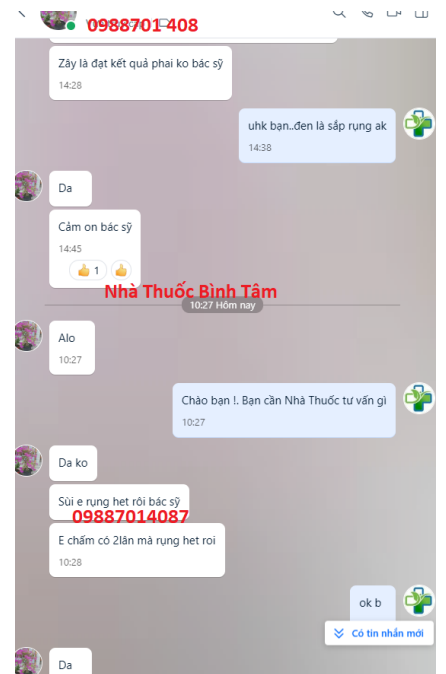 0988701 408
Zây là đạt kết quả phai ko bác sỹ
14:28
uhk bạn..đen là sắp rụng ak
14:38
Da
Cảm on bác sỹ
14:45
1
Nhà Thuốc Bình Tâm
10:27 Hôm nay
Alo
10:27
Chào bạn !. Bạn cần Nhà Thuốc tư vấn gì
10:27
Da ko
Sùi e rụng het rôi bác sỹ
09887014087
E chấm có 2lân mà rụng het roi
10:28
ok b
Có tin nhắn mới
Da